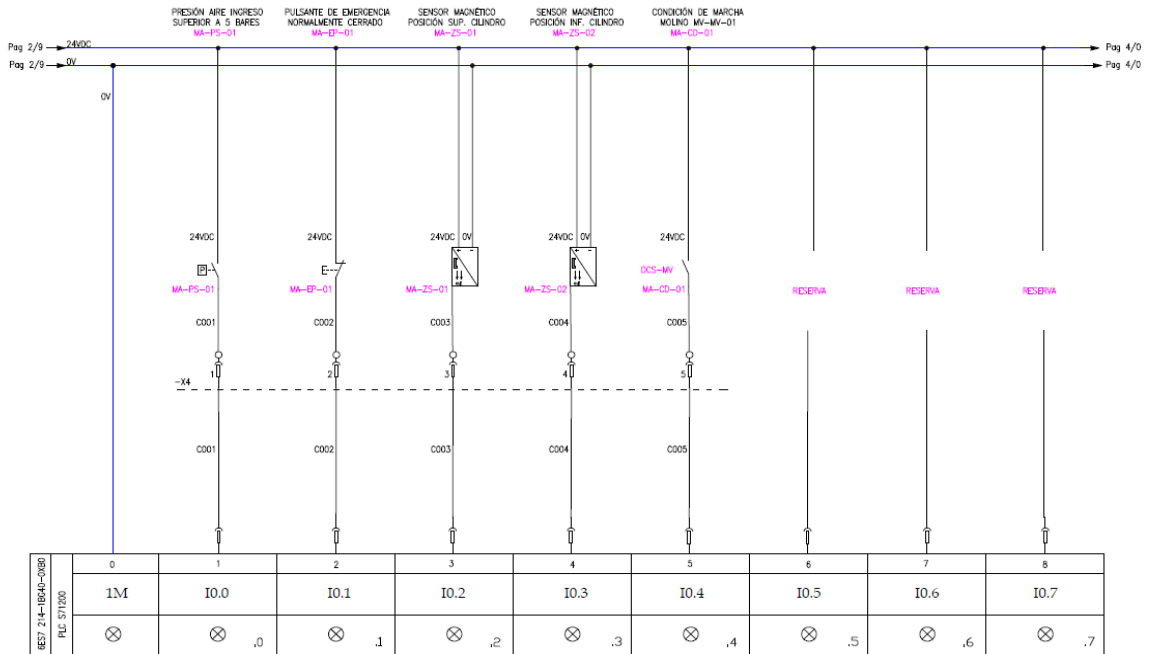 PRESIÓN AIRE INGRESO
SUPERIOR A 5 BARES
MA-PS-01
PULSANTE DE EMERGENCIA
NORMALMENTE CERRADO
MA-EP-01
SENSOR MAGNÉTICO
POSICIÓN SUP. CILINDRO
MA-ZS-01
SENSOR MAGNÉTICO
POSICIÓN INF. CILINDRO
MA-ZS-02
CONDICIÓN DE MARCHA
MOLINO MV-MV-01
MA-CD-01
Pag 2/9
24VDC
Pag 4/0
Pag 2/9
0V
Pag 4/0
0V
24VDC
24VDC
24VDC
0V
24VDC
0V
24VDC
P
DCS-MV
MA-PS-01
MA-EP-01
MA-ZS-01
MA-ZS-02
MA-CD-01
RESERVA
RESERVA
RESERVA
C001
C002
C003
C004
C005
1
2
3
4
5
-X4
C001
C002
C003
C004
C005
6ES7 214-1BG40-0XB0
PLC S71200
0
1
2
3
4
5
6
7
8
1M
I0.0
I0.1
I0.2
I0.3
I0.4
I0.5
I0.6
I0.7
,0
.1
,2
.3
,4
.5
,6
.7